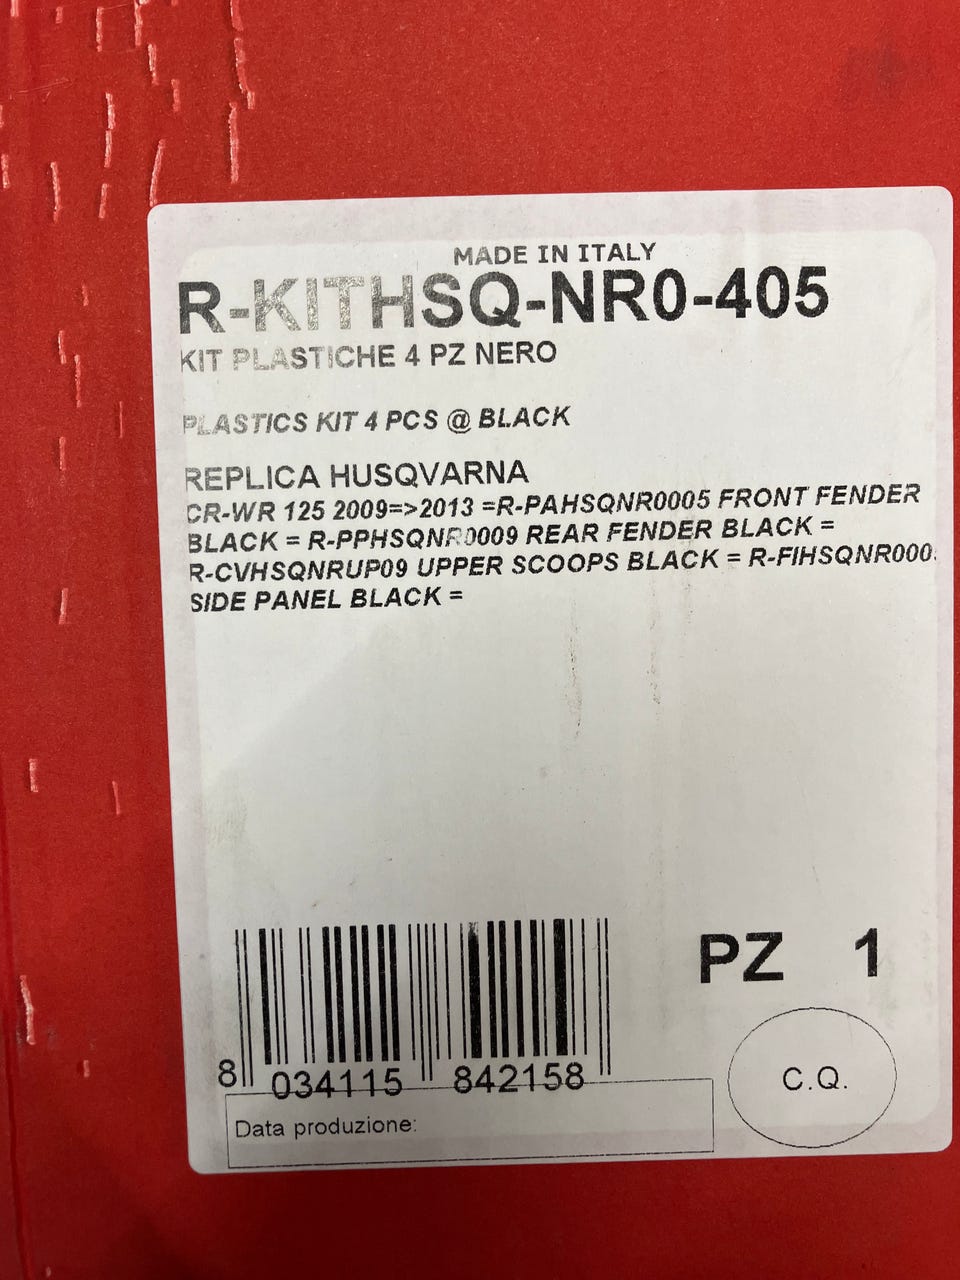 MADE IN ITALY
R-KITHSQ-NR0-405
KIT PLASTICHE 4 PZ NERO
PLASTICS KIT 4 PCS @ BLACK
REPLICA HUSQVARNA
CR-WR 125 2009=>2013 =R-PAHSQNR0005 FRONT FENDER
BLACK = R-PPHSQNR0009 REAR FENDER BLACK =
R-CVHSQNRUP09 UPPER SCOOPS BLACK = R-FIHSQNR000
SIDE PANEL BLACK =
PZ 1
8 034115 842158
C.Q.
Data produzione: